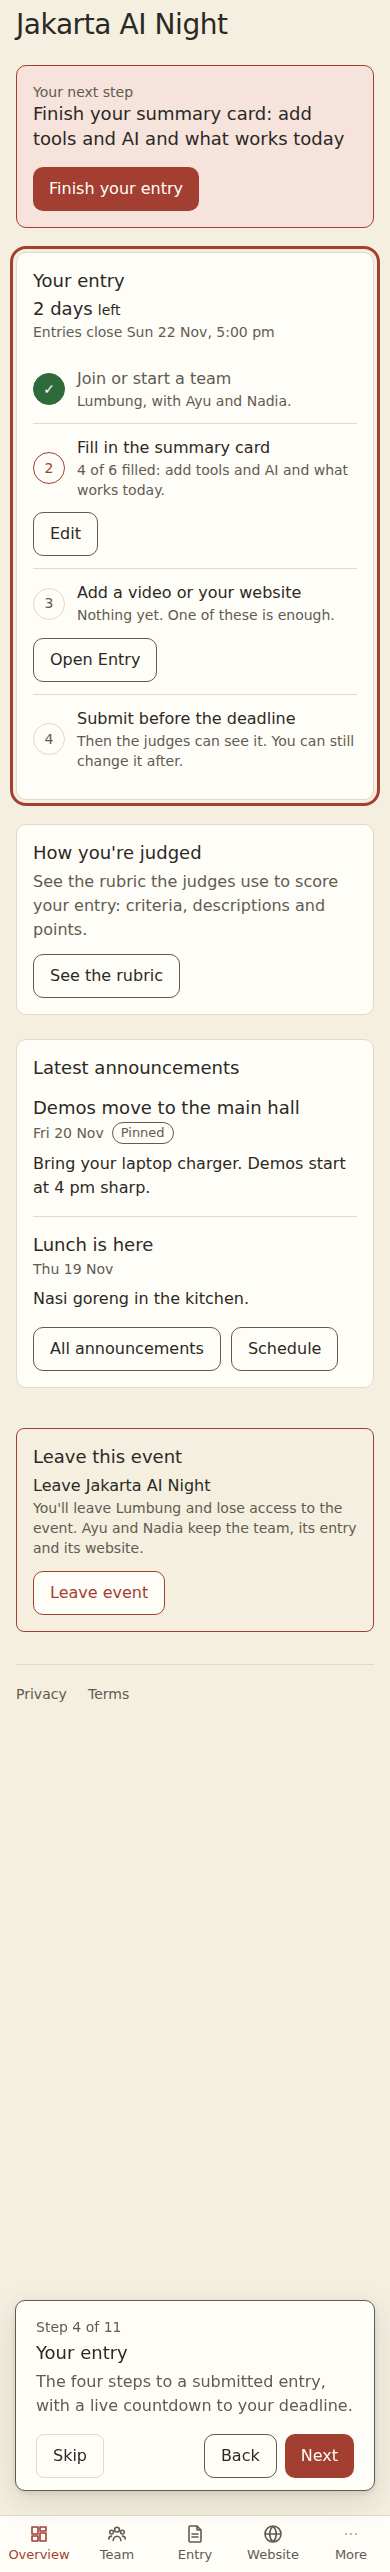 Jakarta AI Night
Your next step
Finish your summary card: add
tools and AI and what works today
Finish your entry
Your entry
2 days left
Entries close Sun 22 Nov, 5:00 pm
✓
Join or start a team
Lumbung, with Ayu and Nadia.
2
Fill in the summary card
4 of 6 filled: add tools and AI and what
works today.
Edit
3
Add a video or your website
Nothing yet. One of these is enough.
Open Entry
4
Submit before the deadline
Then the judges can see it. You can still
change it after.
How you're judged
See the rubric the judges use to score
your entry: criteria, descriptions and
points.
See the rubric
Latest announcements
Demos move to the main hall
Fri 20 Nov Pinned
Bring your laptop charger. Demos start
at 4 pm sharp.
Lunch is here
Thu 19 Nov
Nasi goreng in the kitchen.
All announcements Schedule
Leave this event
Leave Jakarta AI Night
You'll leave Lumbung and lose access to the
event. Ayu and Nadia keep the team, its entry
and its website.
Leave event
Privacy Terms
Step 4 of 11
Your entry
The four steps to a submitted entry,
with a live countdown to your deadline.
Skip Back Next
Overview Team Entry Website More